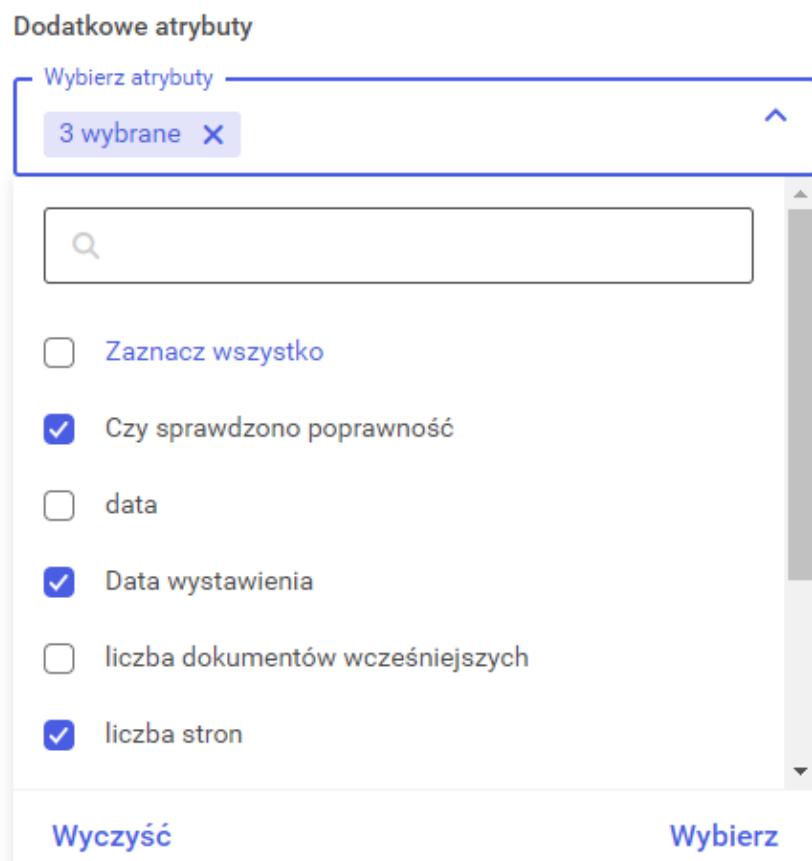 Dodatkowe atrybuty
Wybierz atrybuty
3 wybrane
Zaznacz wszystko
Czy sprawdzono poprawność
data
Data wystawienia
liczba dokumentów wcześniejszych
liczba stron
Wyczyść Wybierz